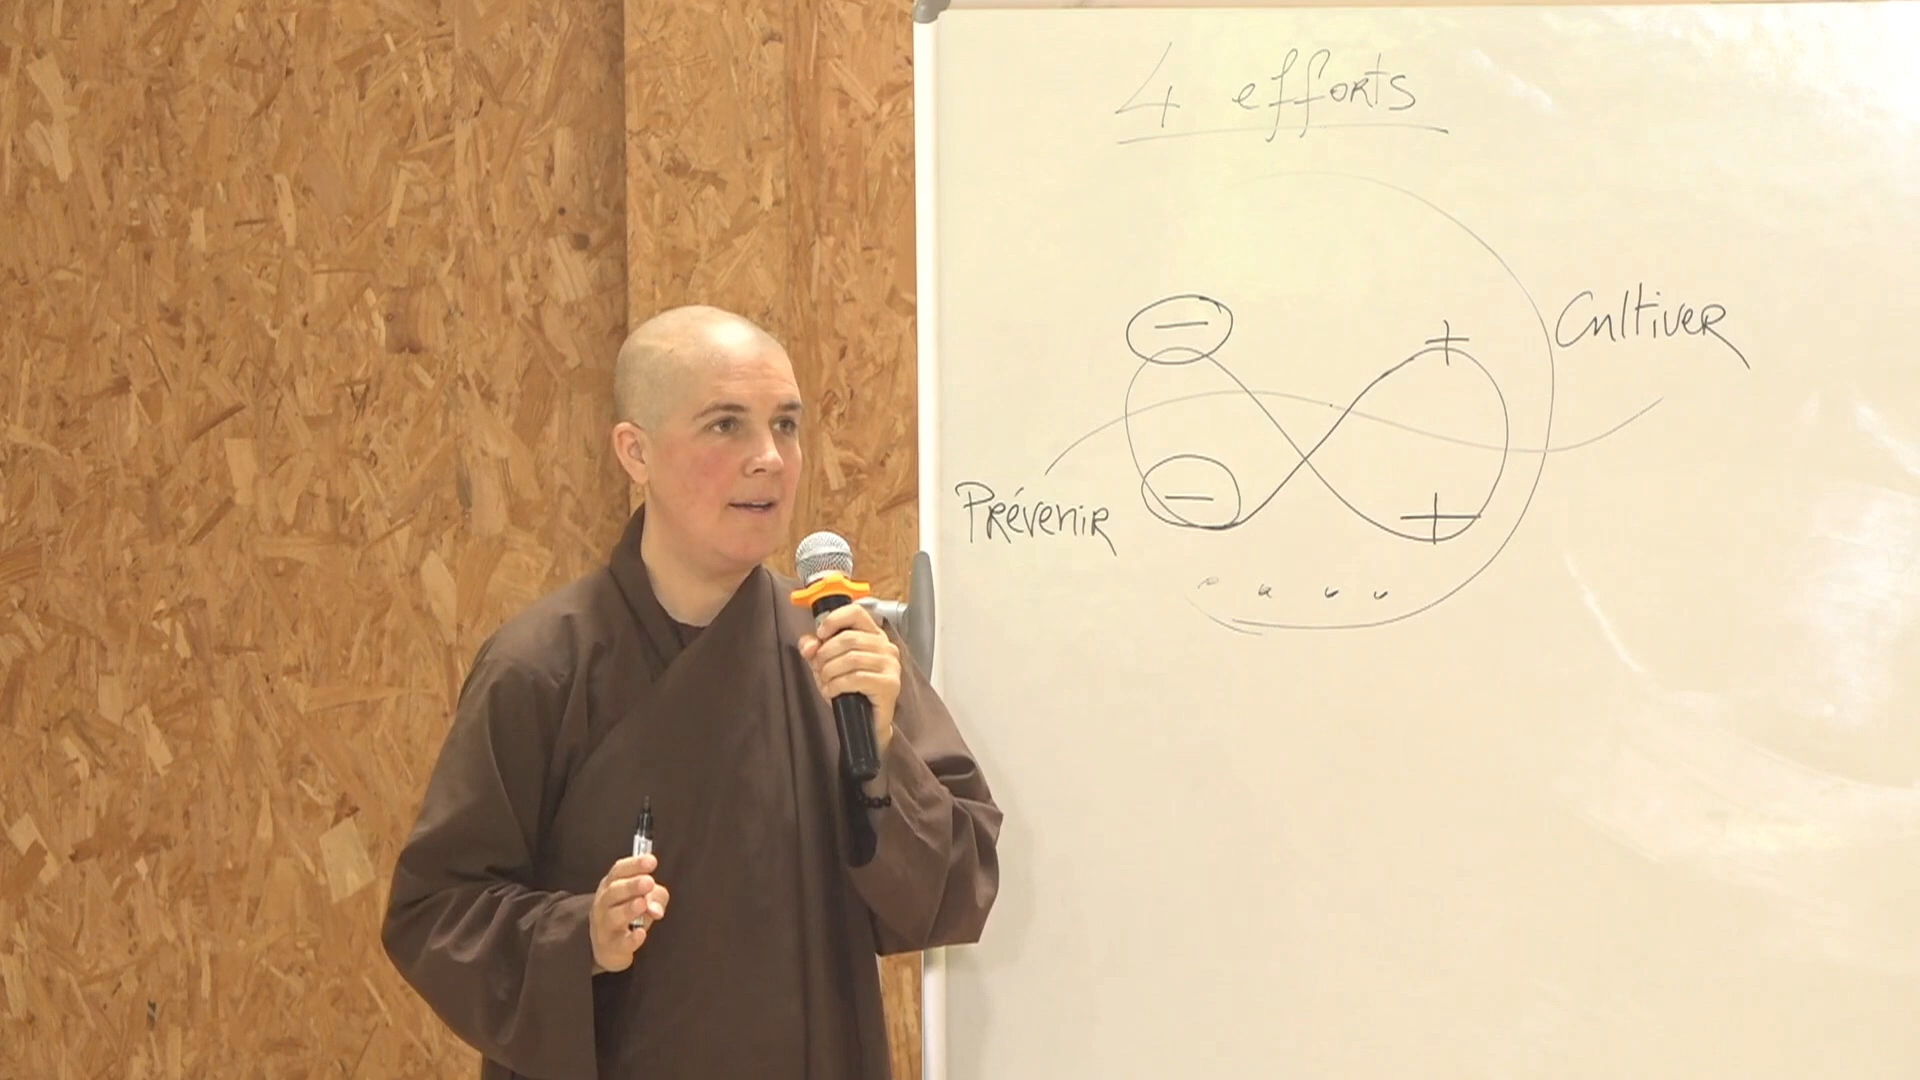 4 efforts
− +
Cultiver
Prévenir
− +